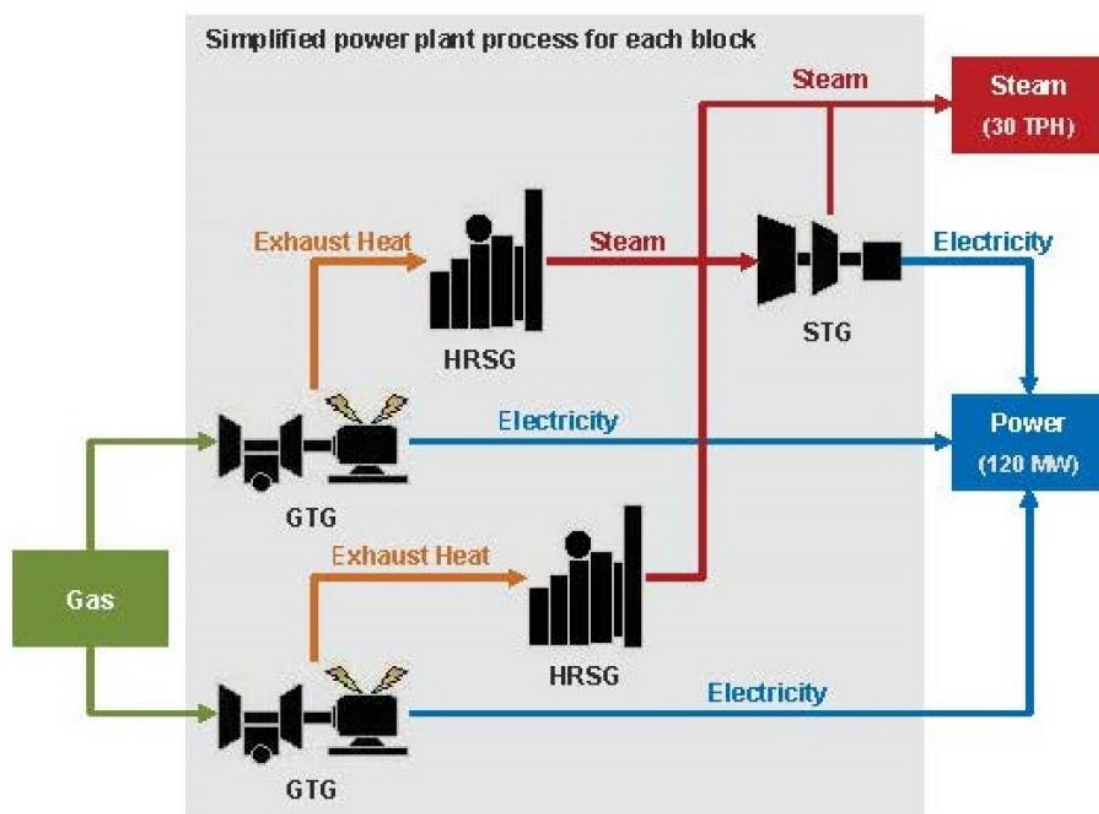 Simplified power plant process for each block
Steam
Steam
(30 TPH)
Exhaust Heat
Steam
Electricity
HRSG
STG
Electricity
Power
(120 MW)
GTG
Exhaust Heat
Gas
HRSG
Electricity
GTG